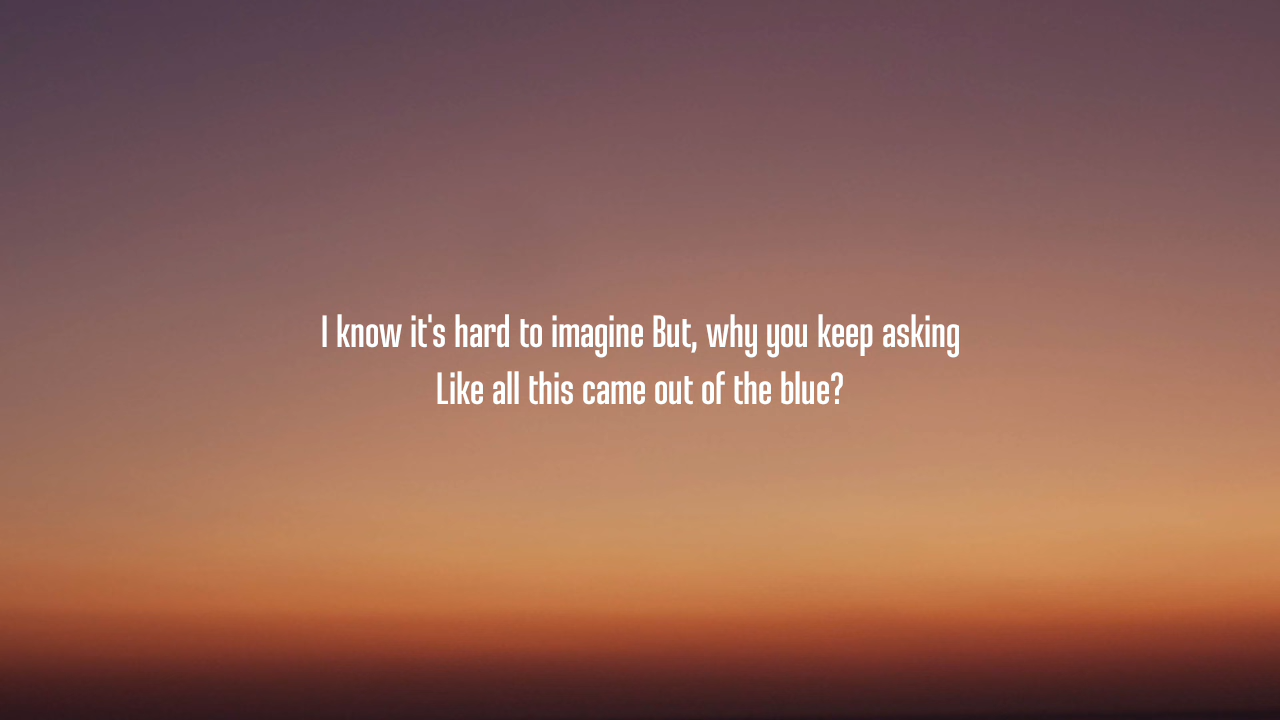 I know it's hard to imagine But, why you keep asking
Like all this came out of the blue?